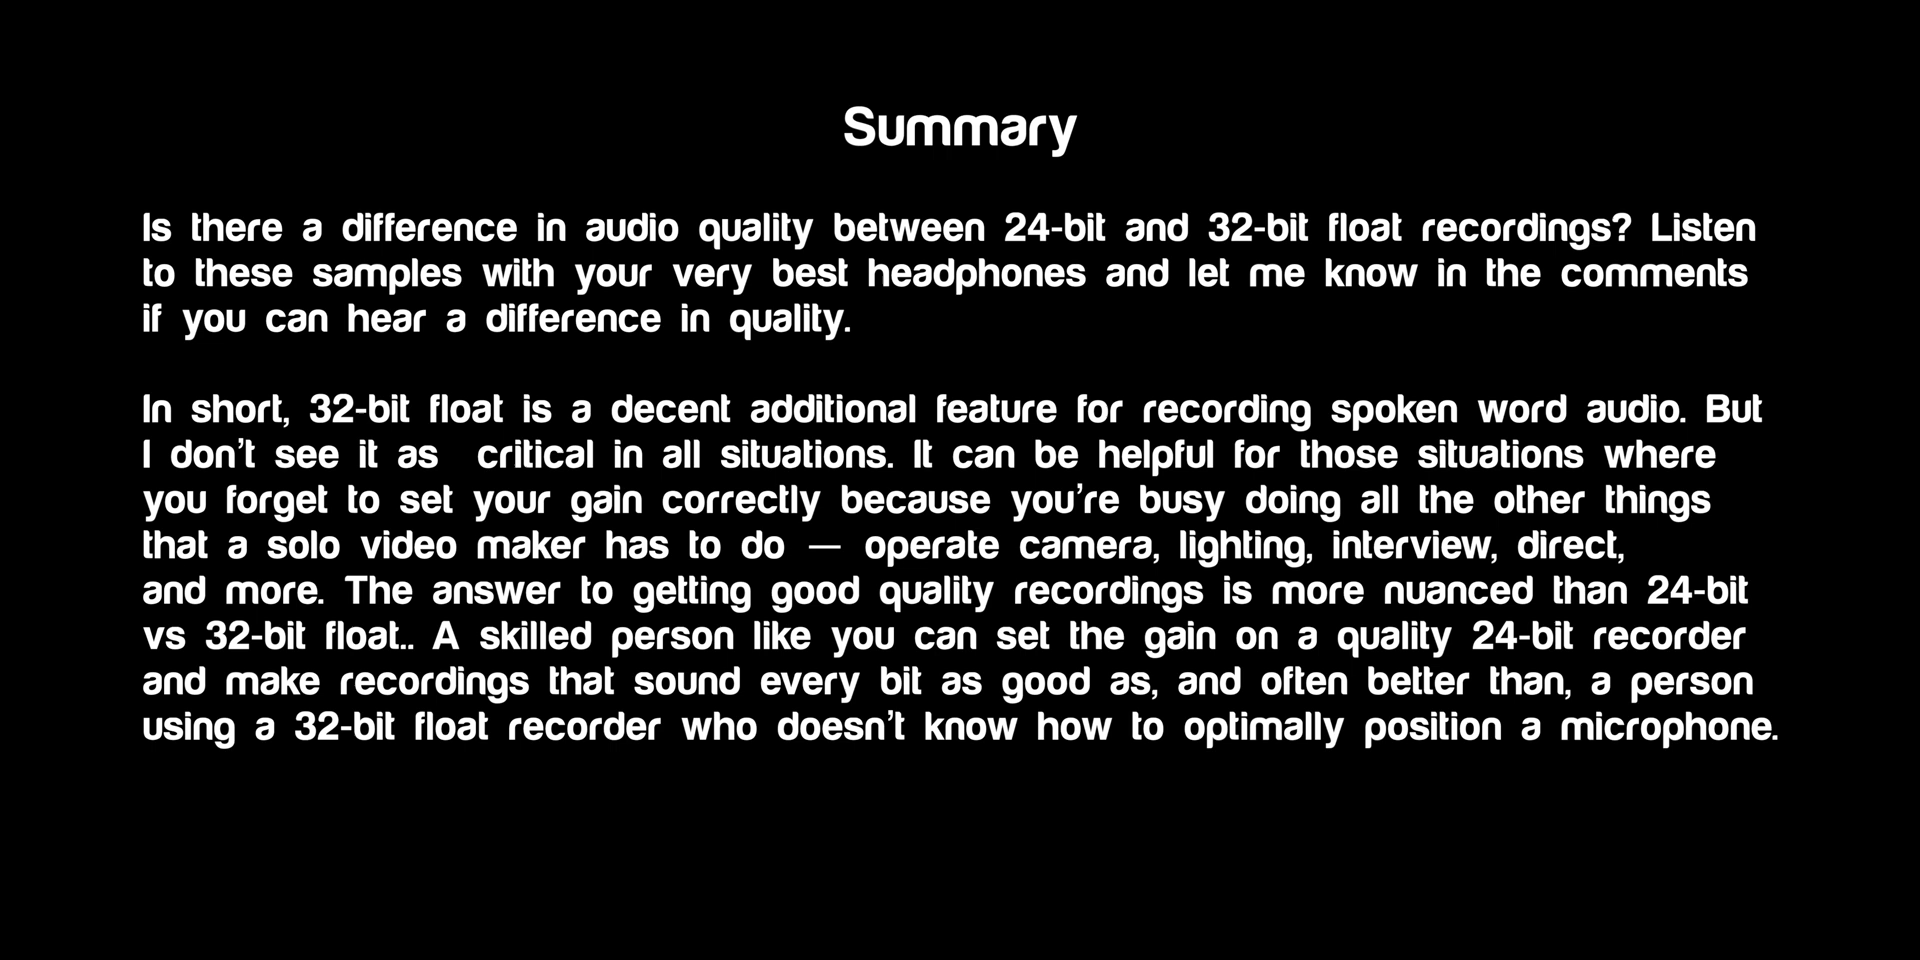 Summary
Is there a difference in audio quality between 24-bit and 32-bit float recordings? Listen
to these samples with your very best headphones and let me know in the comments
if you can hear a difference in quality.
In short, 32-bit float is a decent additional feature for recording spoken word audio. But
I don't see it as  critical in all situations. It can be helpful for those situations where
you forget to set your gain correctly because you're busy doing all the other things
that a solo video maker has to do — operate camera, lighting, interview, direct,
and more. The answer to getting good quality recordings is more nuanced than 24-bit
vs 32-bit float.. A skilled person like you can set the gain on a quality 24-bit recorder
and make recordings that sound every bit as good as, and often better than, a person
using a 32-bit float recorder who doesn't know how to optimally position a microphone.